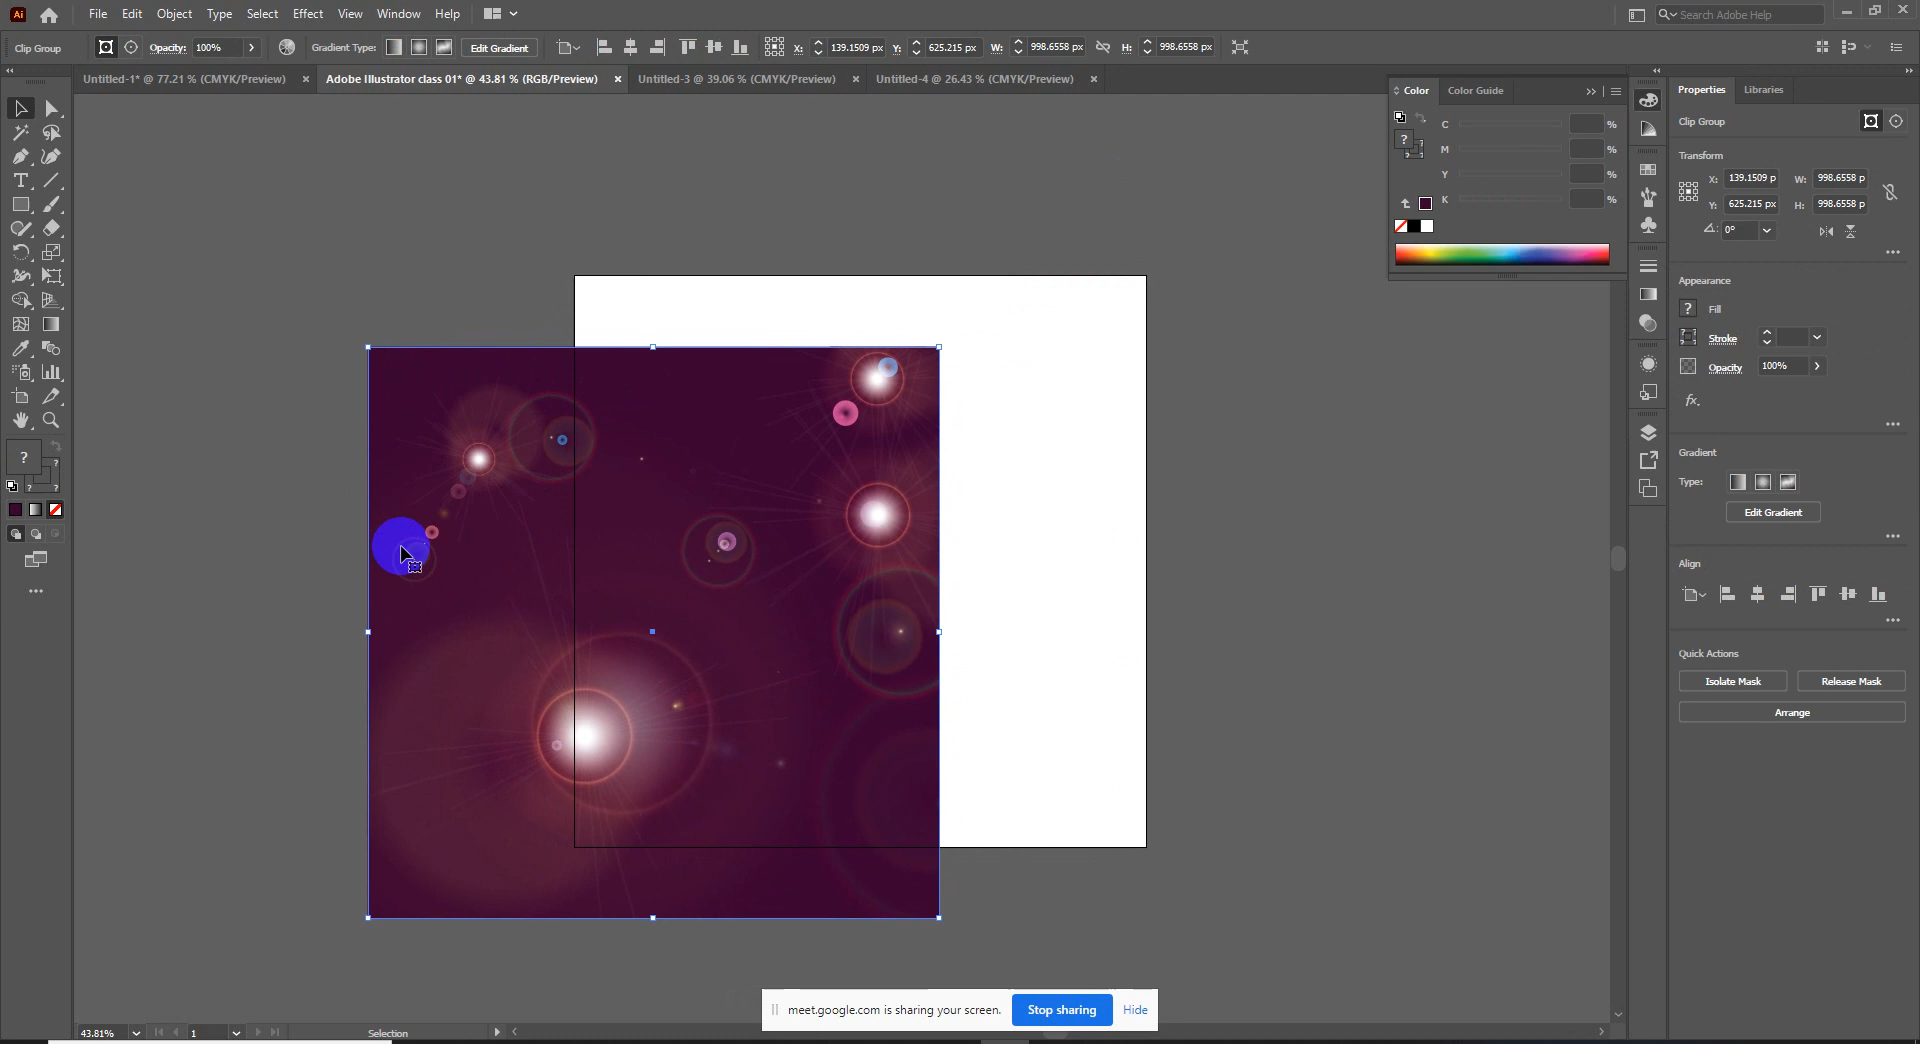 Ai File Edit Object Type Select Effect View Window Help Search Adobe Help
Clip Group Opacity: 100% Gradient Type: Edit Gradient X: 139.1509 px Y: 625.215 px W: 998.6558 px H: 998.6558 px
Untitled-1* @ 77.21 % (CMYK/Preview) × Adobe Illustrator class 01* @ 43.81 % (RGB/Preview) × Untitled-3 @ 39.06 % (CMYK/Preview) × Untitled-4 @ 26.43 % (CMYK/Preview) ×
Color Color Guide
C %
M %
Y %
K %
Properties Libraries
Clip Group
Transform
X: 139.1509 p W: 998.6558 p
Y: 625.215 px H: 998.6558 p
0°
Appearance
? Fill
Stroke
Opacity 100%
fx.
Gradient
Type:
Edit Gradient
Align
Quick Actions
Isolate Mask Release Mask
Arrange
meet.google.com is sharing your screen. Stop sharing Hide
43.81% 1 Selection